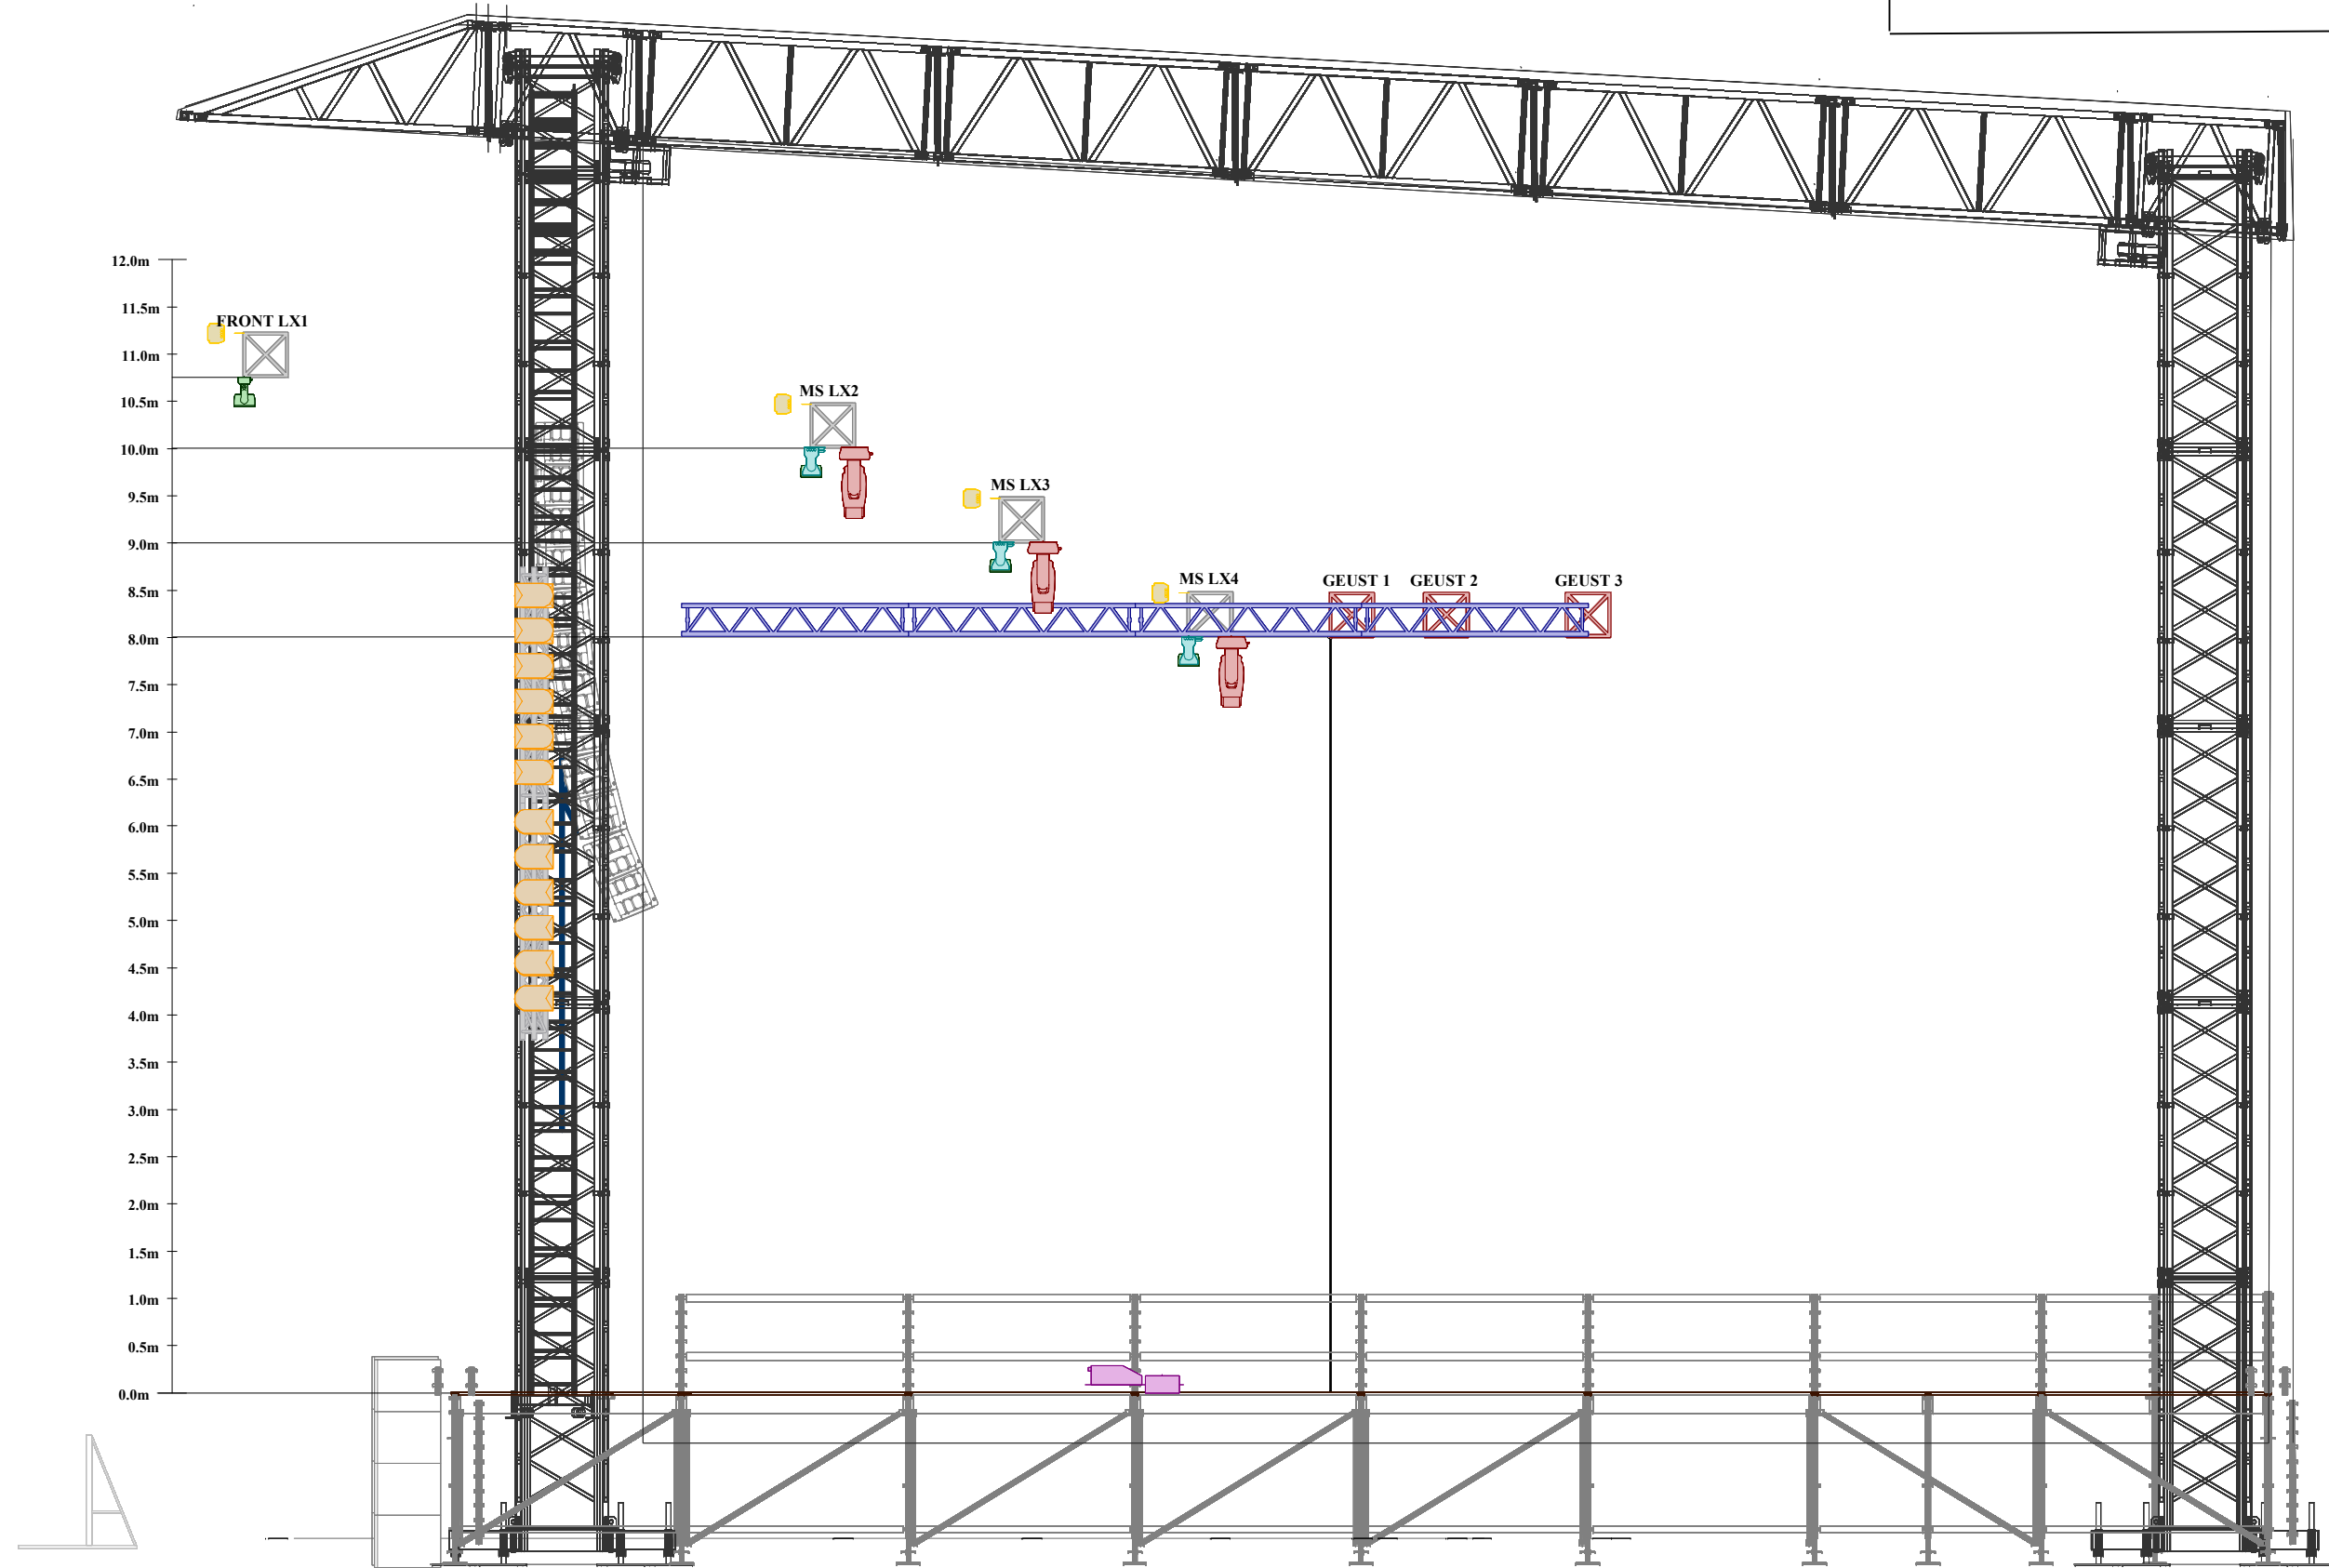 12.0m
11.5m
FRONT LX1
11.0m
10.5m
MS LX2
10.0m
9.5m
MS LX3
9.0m
8.5m
MS LX4
GEUST 1
GEUST 2
GEUST 3
8.0m
7.5m
7.0m
6.5m
6.0m
5.5m
5.0m
4.5m
4.0m
3.5m
3.0m
2.5m
2.0m
1.5m
1.0m
0.5m
0.0m